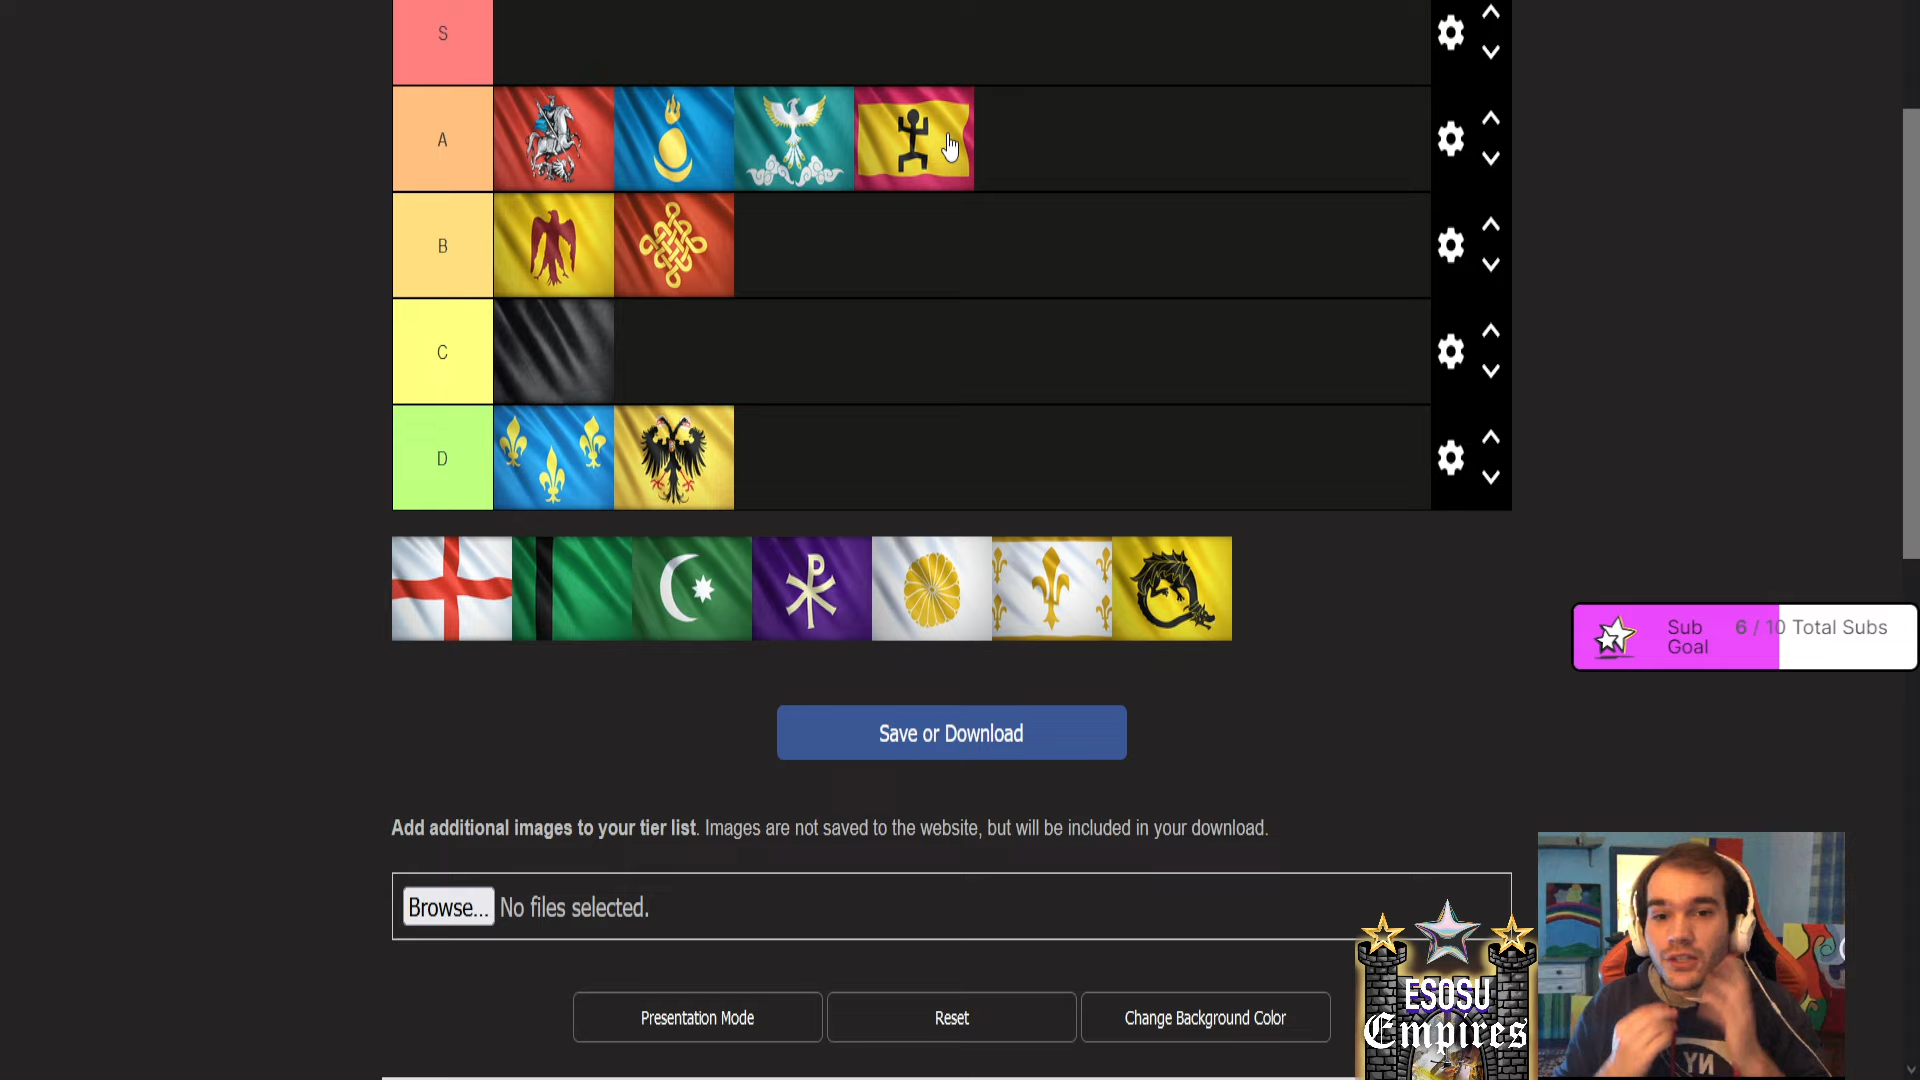 S
A
B
C
D
Sub Goal
6 / 10 Total Subs
Save or Download
Add additional images to your tier list. Images are not saved to the website, but will be included in your download.
Browse... No files selected.
Presentation Mode
Reset
Change Background Color
ESOSU
Empires
NY